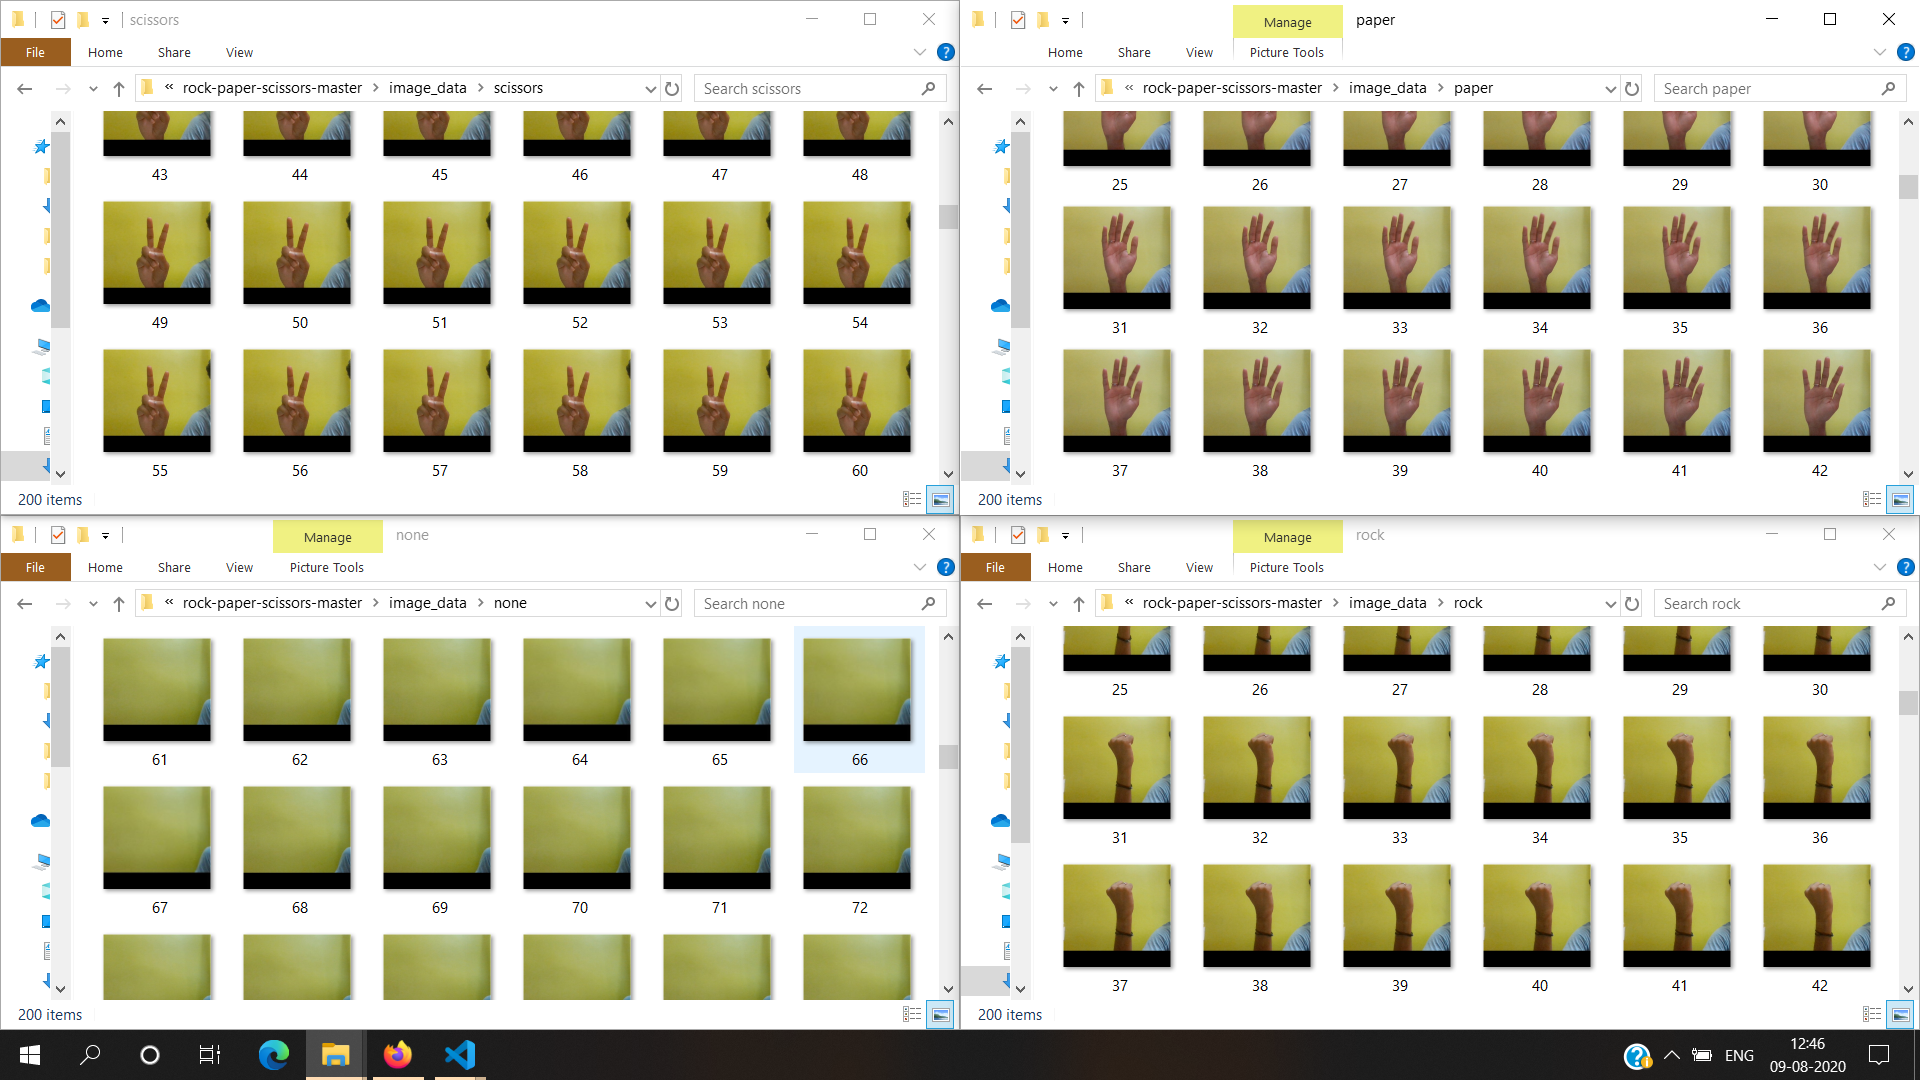 scissors
File Home Share View
« rock-paper-scissors-master › image_data › scissors
Search scissors
43 44 45 46 47 48
49 50 51 52 53 54
55 56 57 58 59 60
200 items
Manage paper
Home Share View Picture Tools
« rock-paper-scissors-master › image_data › paper
Search paper
25 26 27 28 29 30
31 32 33 34 35 36
37 38 39 40 41 42
200 items
Manage none
File Home Share View Picture Tools
« rock-paper-scissors-master › image_data › none
Search none
61 62 63 64 65 66
67 68 69 70 71 72
200 items
Manage rock
File Home Share View Picture Tools
« rock-paper-scissors-master › image_data › rock
Search rock
25 26 27 28 29 30
31 32 33 34 35 36
37 38 39 40 41 42
200 items
ENG
12:46
09-08-2020